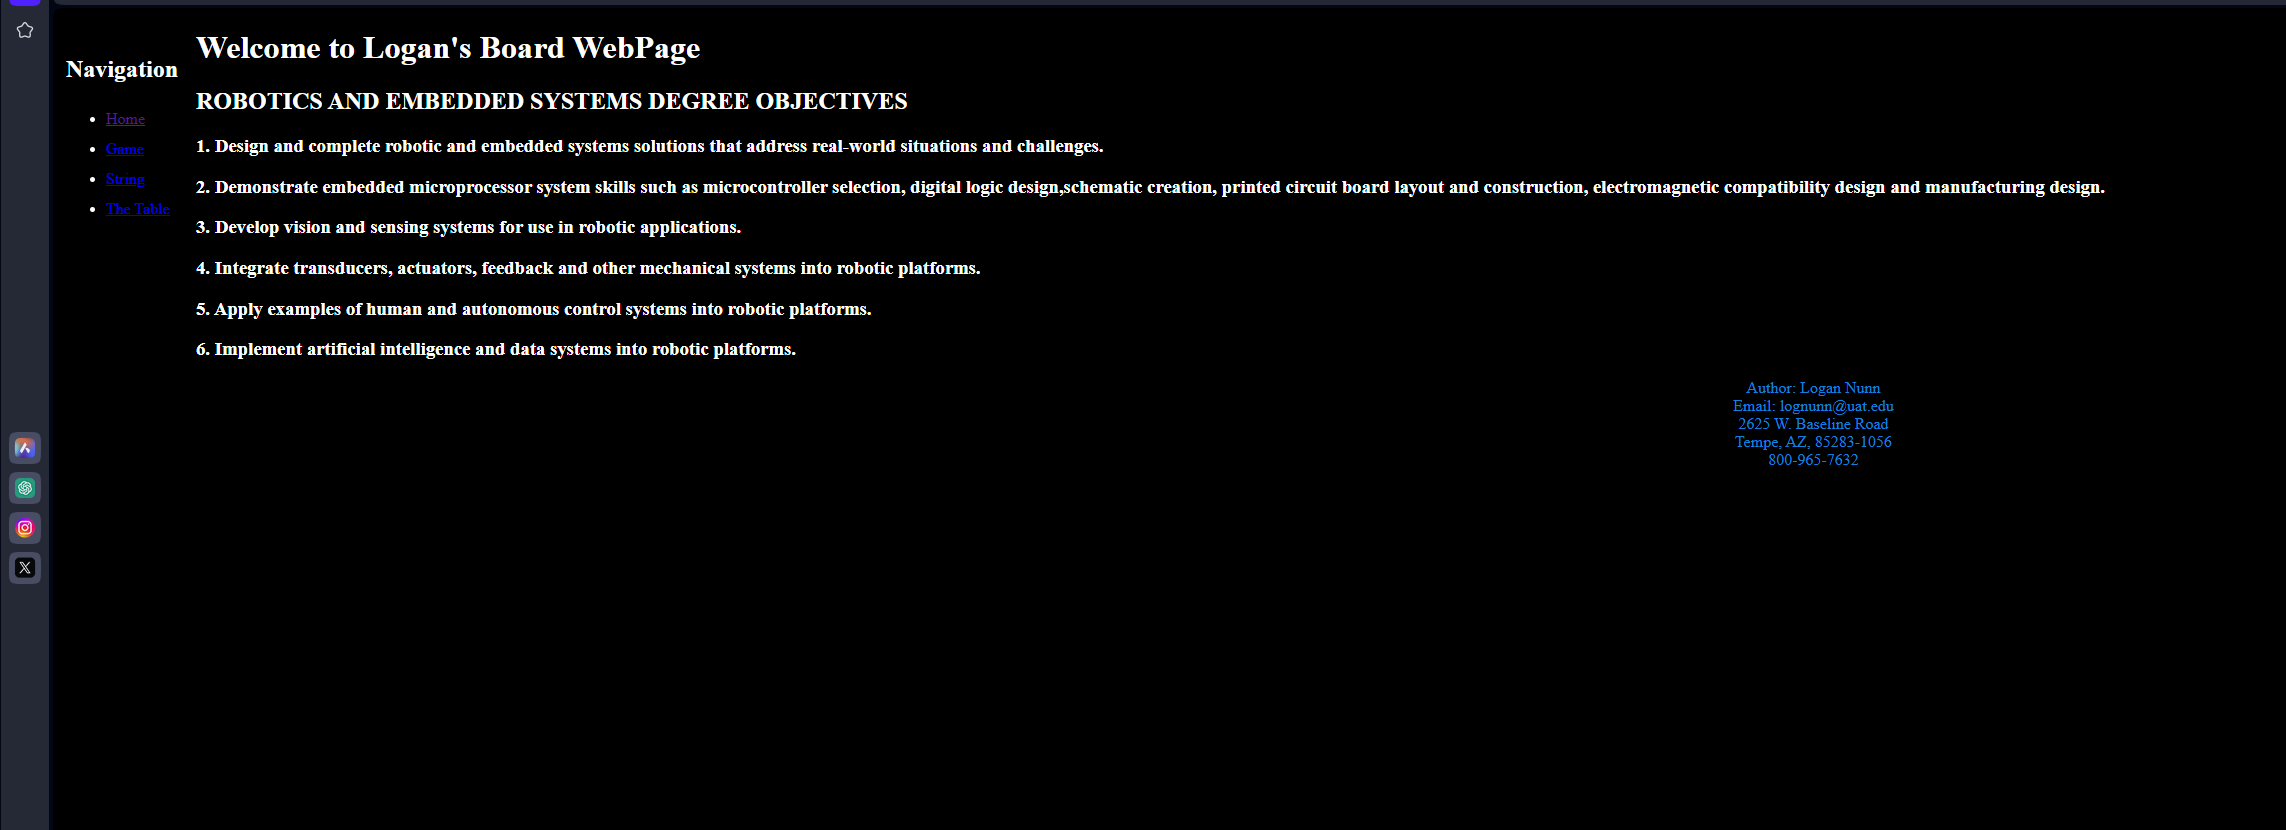 Navigation
Home
Game
String
The Table
Welcome to Logan's Board WebPage
ROBOTICS AND EMBEDDED SYSTEMS DEGREE OBJECTIVES
1. Design and complete robotic and embedded systems solutions that address real-world situations and challenges.
2. Demonstrate embedded microprocessor system skills such as microcontroller selection, digital logic design,schematic creation, printed circuit board layout and construction, electromagnetic compatibility design and manufacturing design.
3. Develop vision and sensing systems for use in robotic applications.
4. Integrate transducers, actuators, feedback and other mechanical systems into robotic platforms.
5. Apply examples of human and autonomous control systems into robotic platforms.
6. Implement artificial intelligence and data systems into robotic platforms.
Author: Logan Nunn
Email: lognunn@uat.edu
2625 W. Baseline Road
Tempe, AZ, 85283-1056
800-965-7632